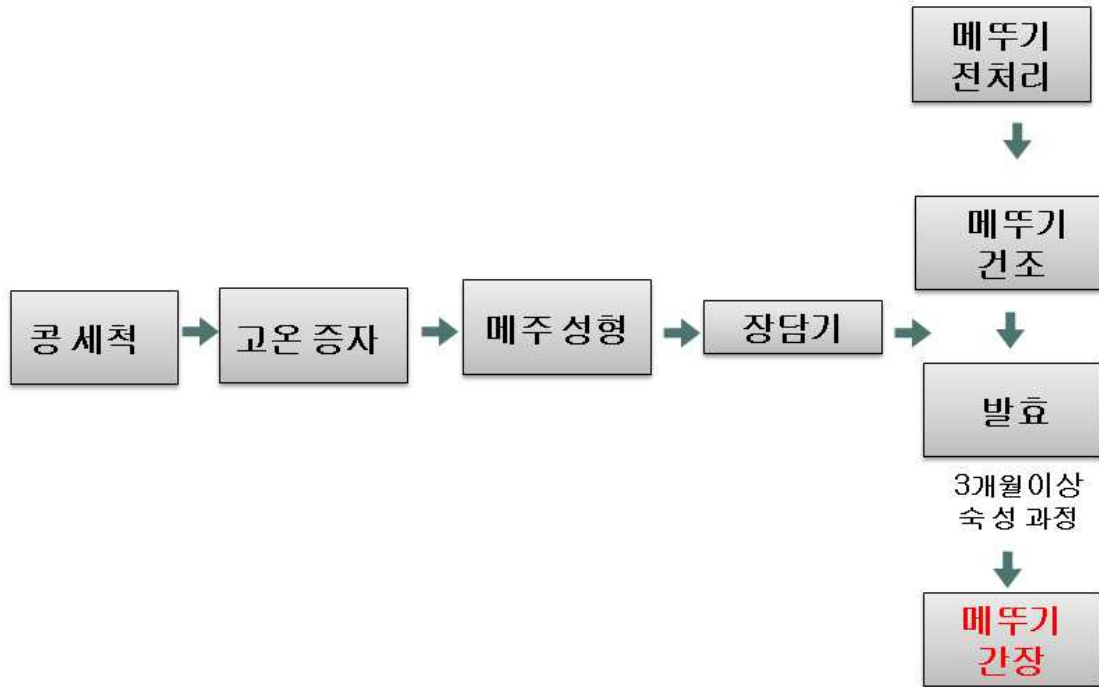 메뚜기
전처리
메뚜기
건조
콩 세척
고온 증자
메주 성형
장담기
발효
3개월이상
숙성 과정
메뚜기
간장